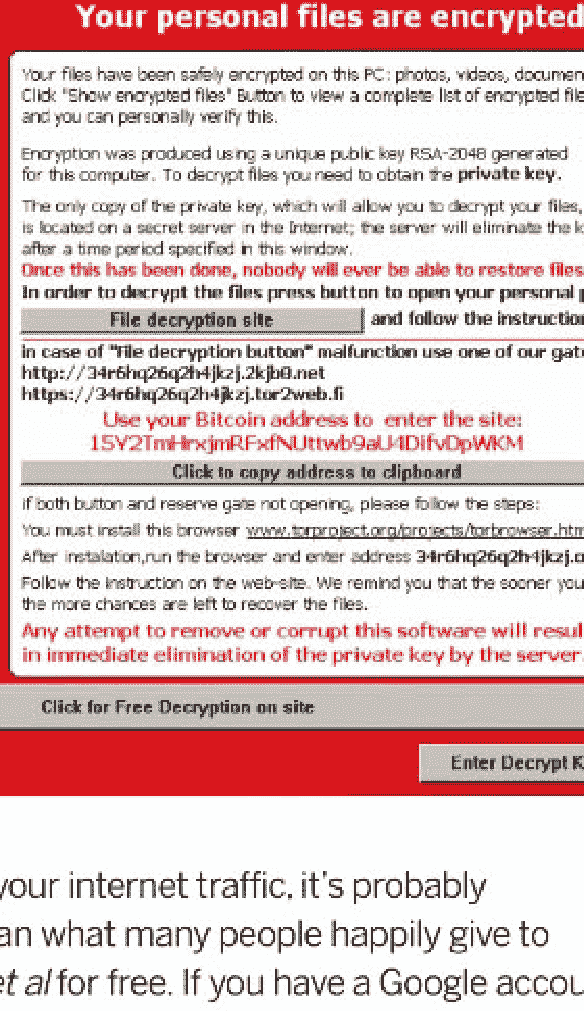 Your personal files are encrypted
Your files have been safely encrypted on this PC: photos, videos, documen
Click "Show encrypted files" Button to view a complete list of encrypted file
and you can personally verify this.
Encryption was produced using a unique public key RSA-2048 generated
for this computer. To decrypt files you need to obtain the private key.
The only copy of the private key, which will allow you to decrypt your files,
is located on a secret server in the Internet; the server will eliminate the k
after a time period specified in this window.
Once this has been done, nobody will ever be able to restore files
In order to decrypt the files press button to open your personal p
File decryption site
and follow the instruction
in case of "File decryption button" malfunction use one of our gat
http://34r6hq26q2h4jkzj.2kjb8.net
https://34r6hq26q2h4jkzj.tor2web.fi
Use your Bitcoin address to enter the site:
Click to copy address to clipboard
if both button and reserve gate not opening, please follow the steps:
You must install this browser www.torproject.org/projects/torbrowser.htm
After instalation,run the browser and enter address 34r6hq26q2h4jkzj.o
Follow the instruction on the web-site. We remind you that the sooner you
the more chances are left to recover the files.
Any attempt to remove or corrupt this software will resul
in immediate elimination of the private key by the server.
Click for Free Decryption on site
Enter Decrypt K
your internet traffic, it's probably
an what many people happily give to
et al for free. If you have a Google accou